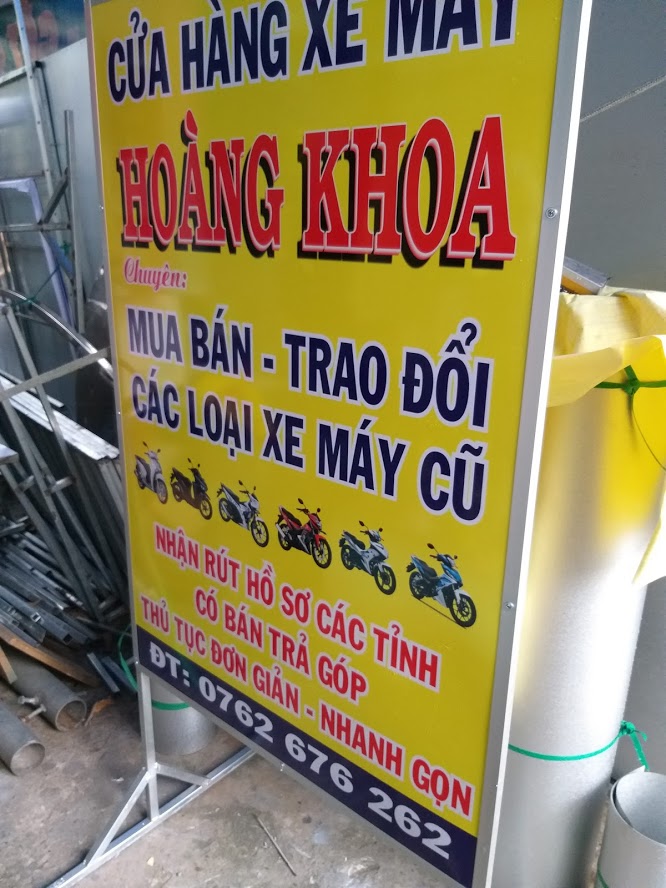 CỬA HÀNG XE MÁY
HOÀNG KHOA
Chuyên:
MUA BÁN - TRAO ĐỔI
CÁC LOẠI XE MÁY CŨ
NHẬN RÚT HỒ SƠ CÁC TỈNH
CÓ BÁN TRẢ GÓP
THỦ TỤC ĐƠN GIẢN - NHANH GỌN
ĐT: 0762 676 262